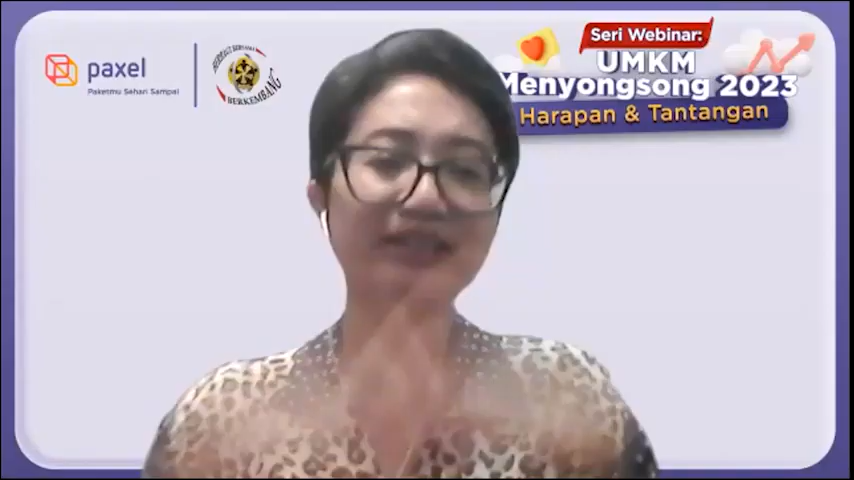 paxel
Paketmu Sehari Sampai
BERKEMBANG
Seri Webinar:
UMKM
Menyongsong 2023
Harapan & Tantangan